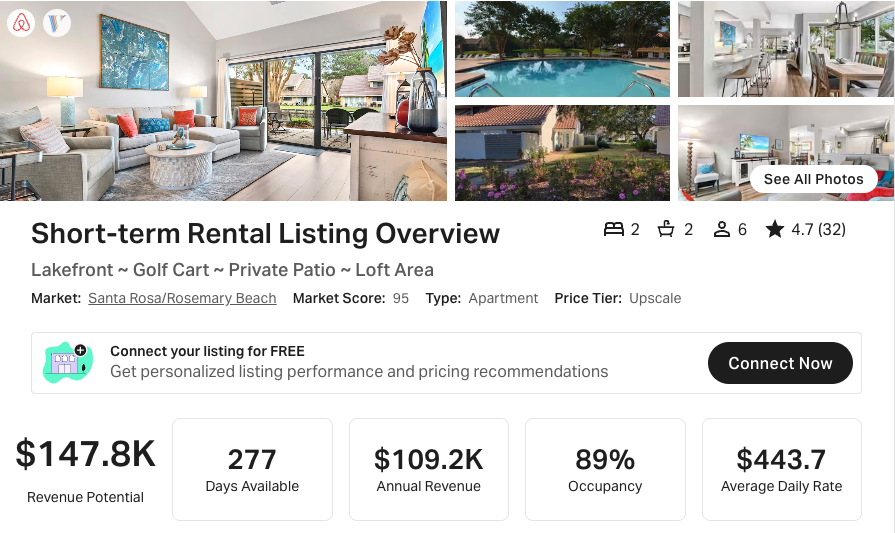 See All Photos
Short-term Rental Listing Overview
2 2 6 4.7 (32)
Lakefront ~ Golf Cart ~ Private Patio ~ Loft Area
Market: Santa Rosa/Rosemary Beach Market Score: 95 Type: Apartment Price Tier: Upscale
Connect your listing for FREE
Get personalized listing performance and pricing recommendations
Connect Now
$147.8K
Revenue Potential
277
Days Available
$109.2K
Annual Revenue
89%
Occupancy
$443.7
Average Daily Rate